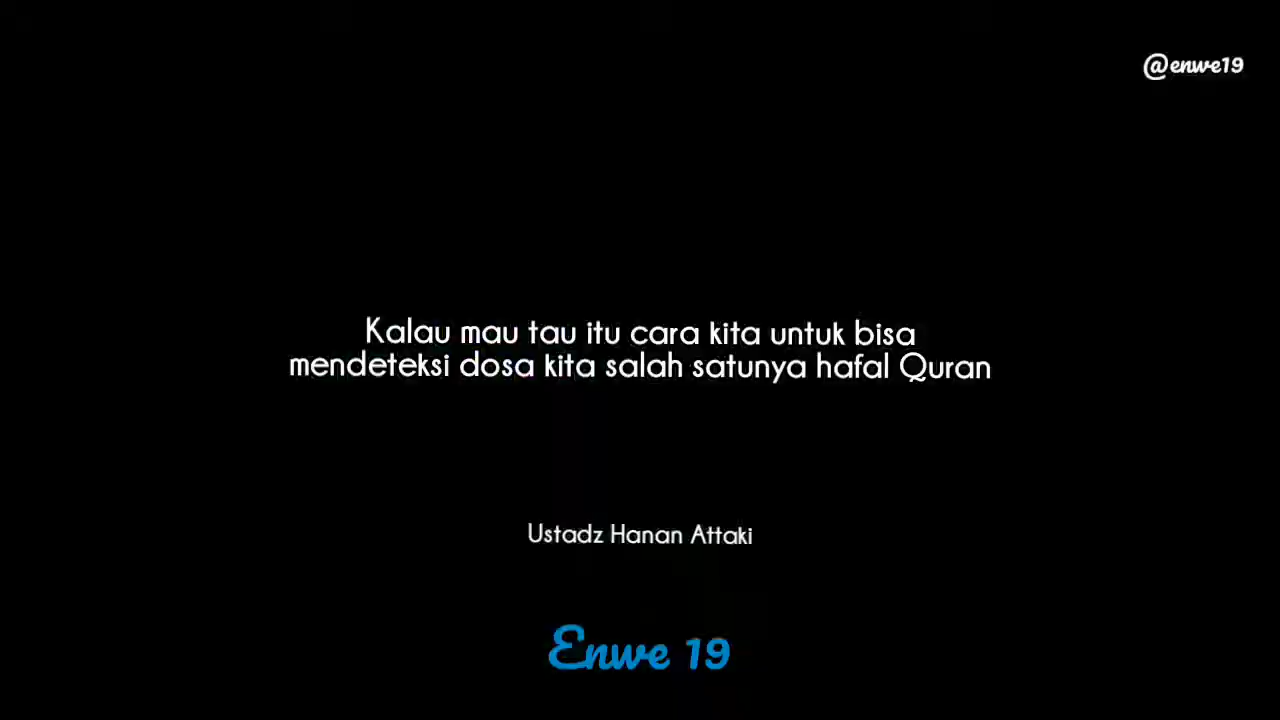 @enwe19
Kalau mau tau itu cara kita untuk bisa
mendeteksi dosa kita salah satunya hafal Quran
Ustadz Hanan Attaki
Enwe 19